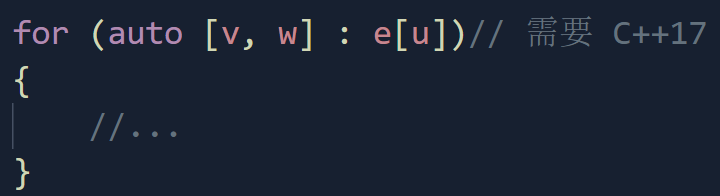 for (auto [v, w] : e[u])// 需要 C++17
{
    //...
}